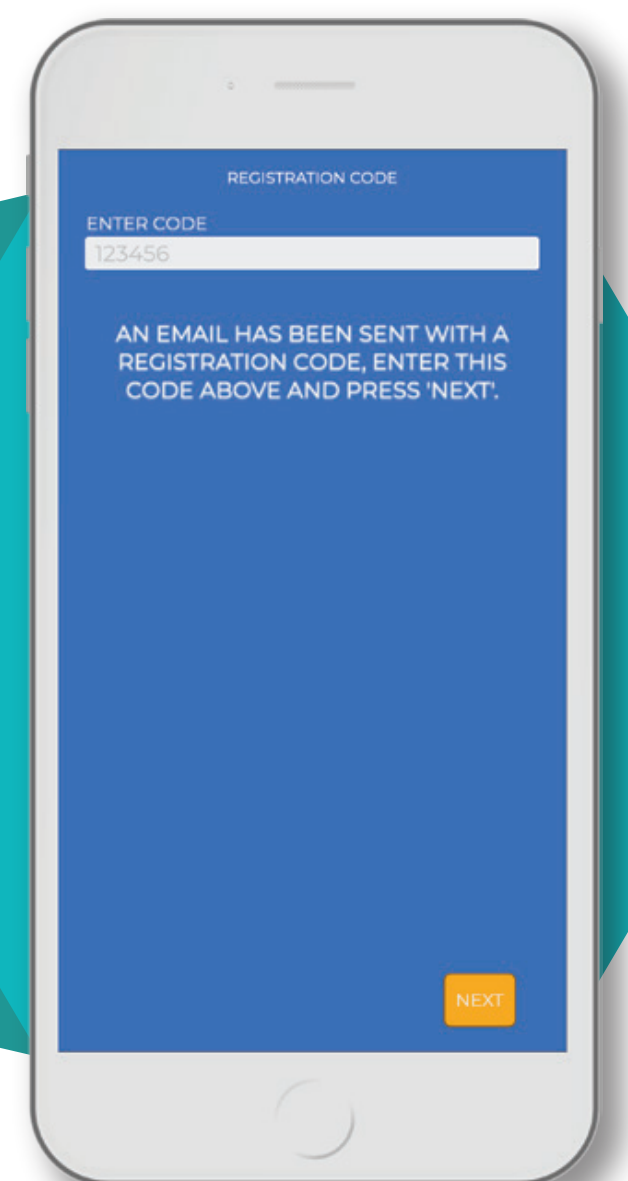 REGISTRATION CODE
ENTER CODE
123456
AN EMAIL HAS BEEN SENT WITH A
REGISTRATION CODE, ENTER THIS
CODE ABOVE AND PRESS 'NEXT'.
NEXT